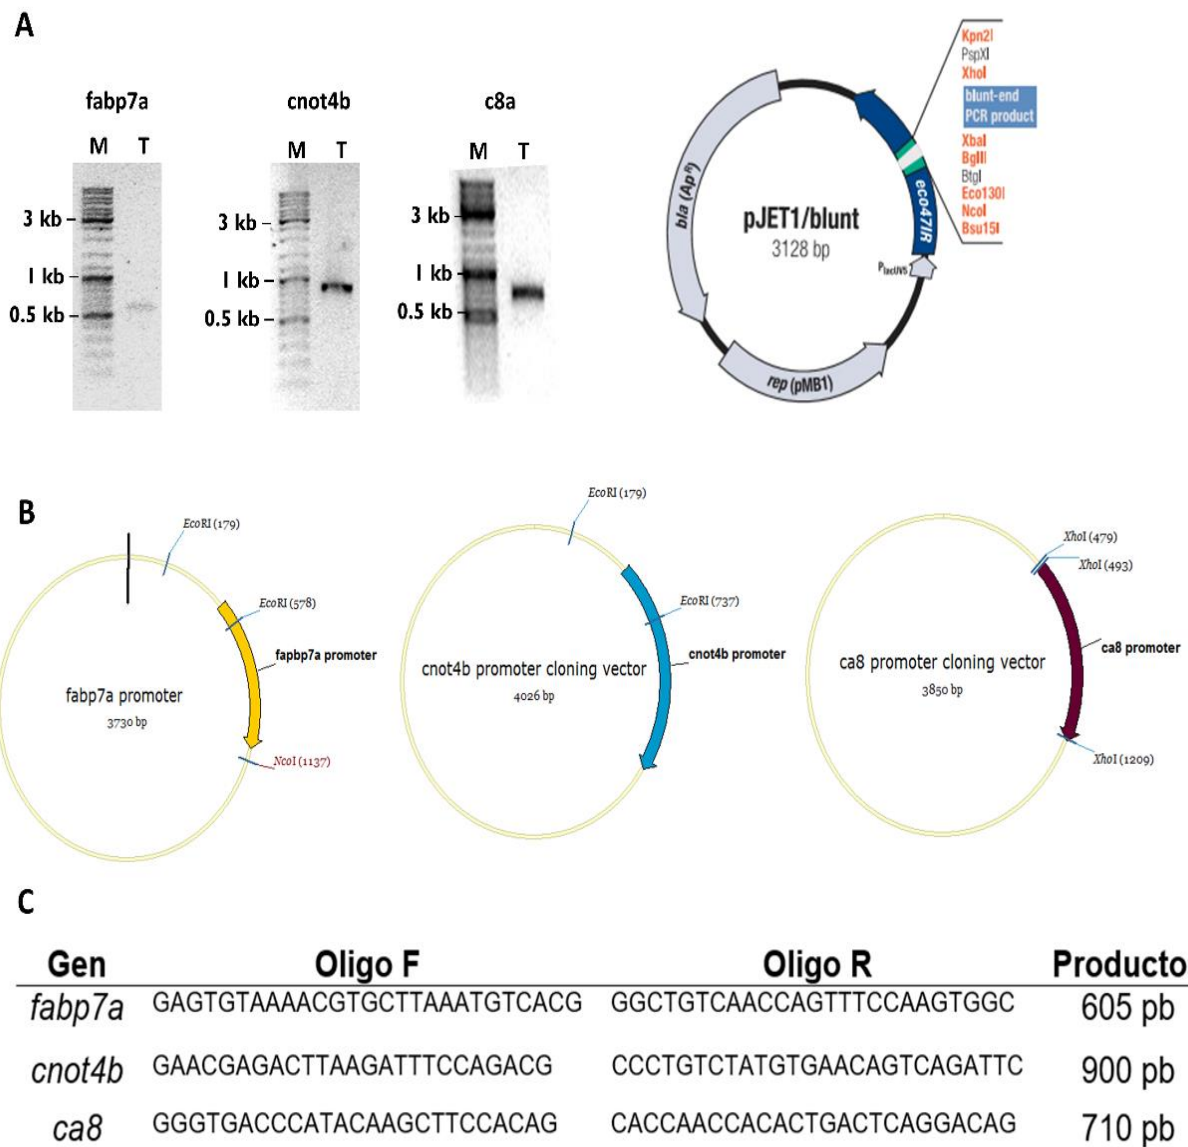 A
fabp7a
M T
3 kb
1 kb
0.5 kb
cnot4b
M T
3 kb
1 kb
0.5 kb
c8a
M T
3 kb
1 kb
0.5 kb
bla (ApR)
pJET1/blunt
3128 bp
rep (pMB1)
PlacUV5
eco47IR
Kpn2I
PspXI
XhoI
blunt-end
PCR product
XbaI
BglII
BtgI
Eco130I
NcoI
Bsu15I
B
EcoRI (179)
EcoRI (578)
fapbp7a promoter
fabp7a promoter
3730 bp
NcoI (1137)
EcoRI (179)
EcoRI (737)
cnot4b promoter
cnot4b promoter cloning vector
4026 bp
XhoI (479)
XhoI (493)
ca8 promoter
ca8 promoter cloning vector
3850 bp
XhoI (1209)
C
Gen Oligo F Oligo R Producto
fabp7a GAGTGTAAAACGTGCTTAAATGTCACG GGCTGTCAACCAGTTTCCAAGTGGC 605 pb
cnot4b GAACGAGACTTAAGATTTCCAGACG CCCTGTCTATGTGAACAGTCAGATTC 900 pb
ca8 GGGTGACCCATACAAGCTTCCACAG CACCAACCACACTGACTCAGGACAG 710 pb